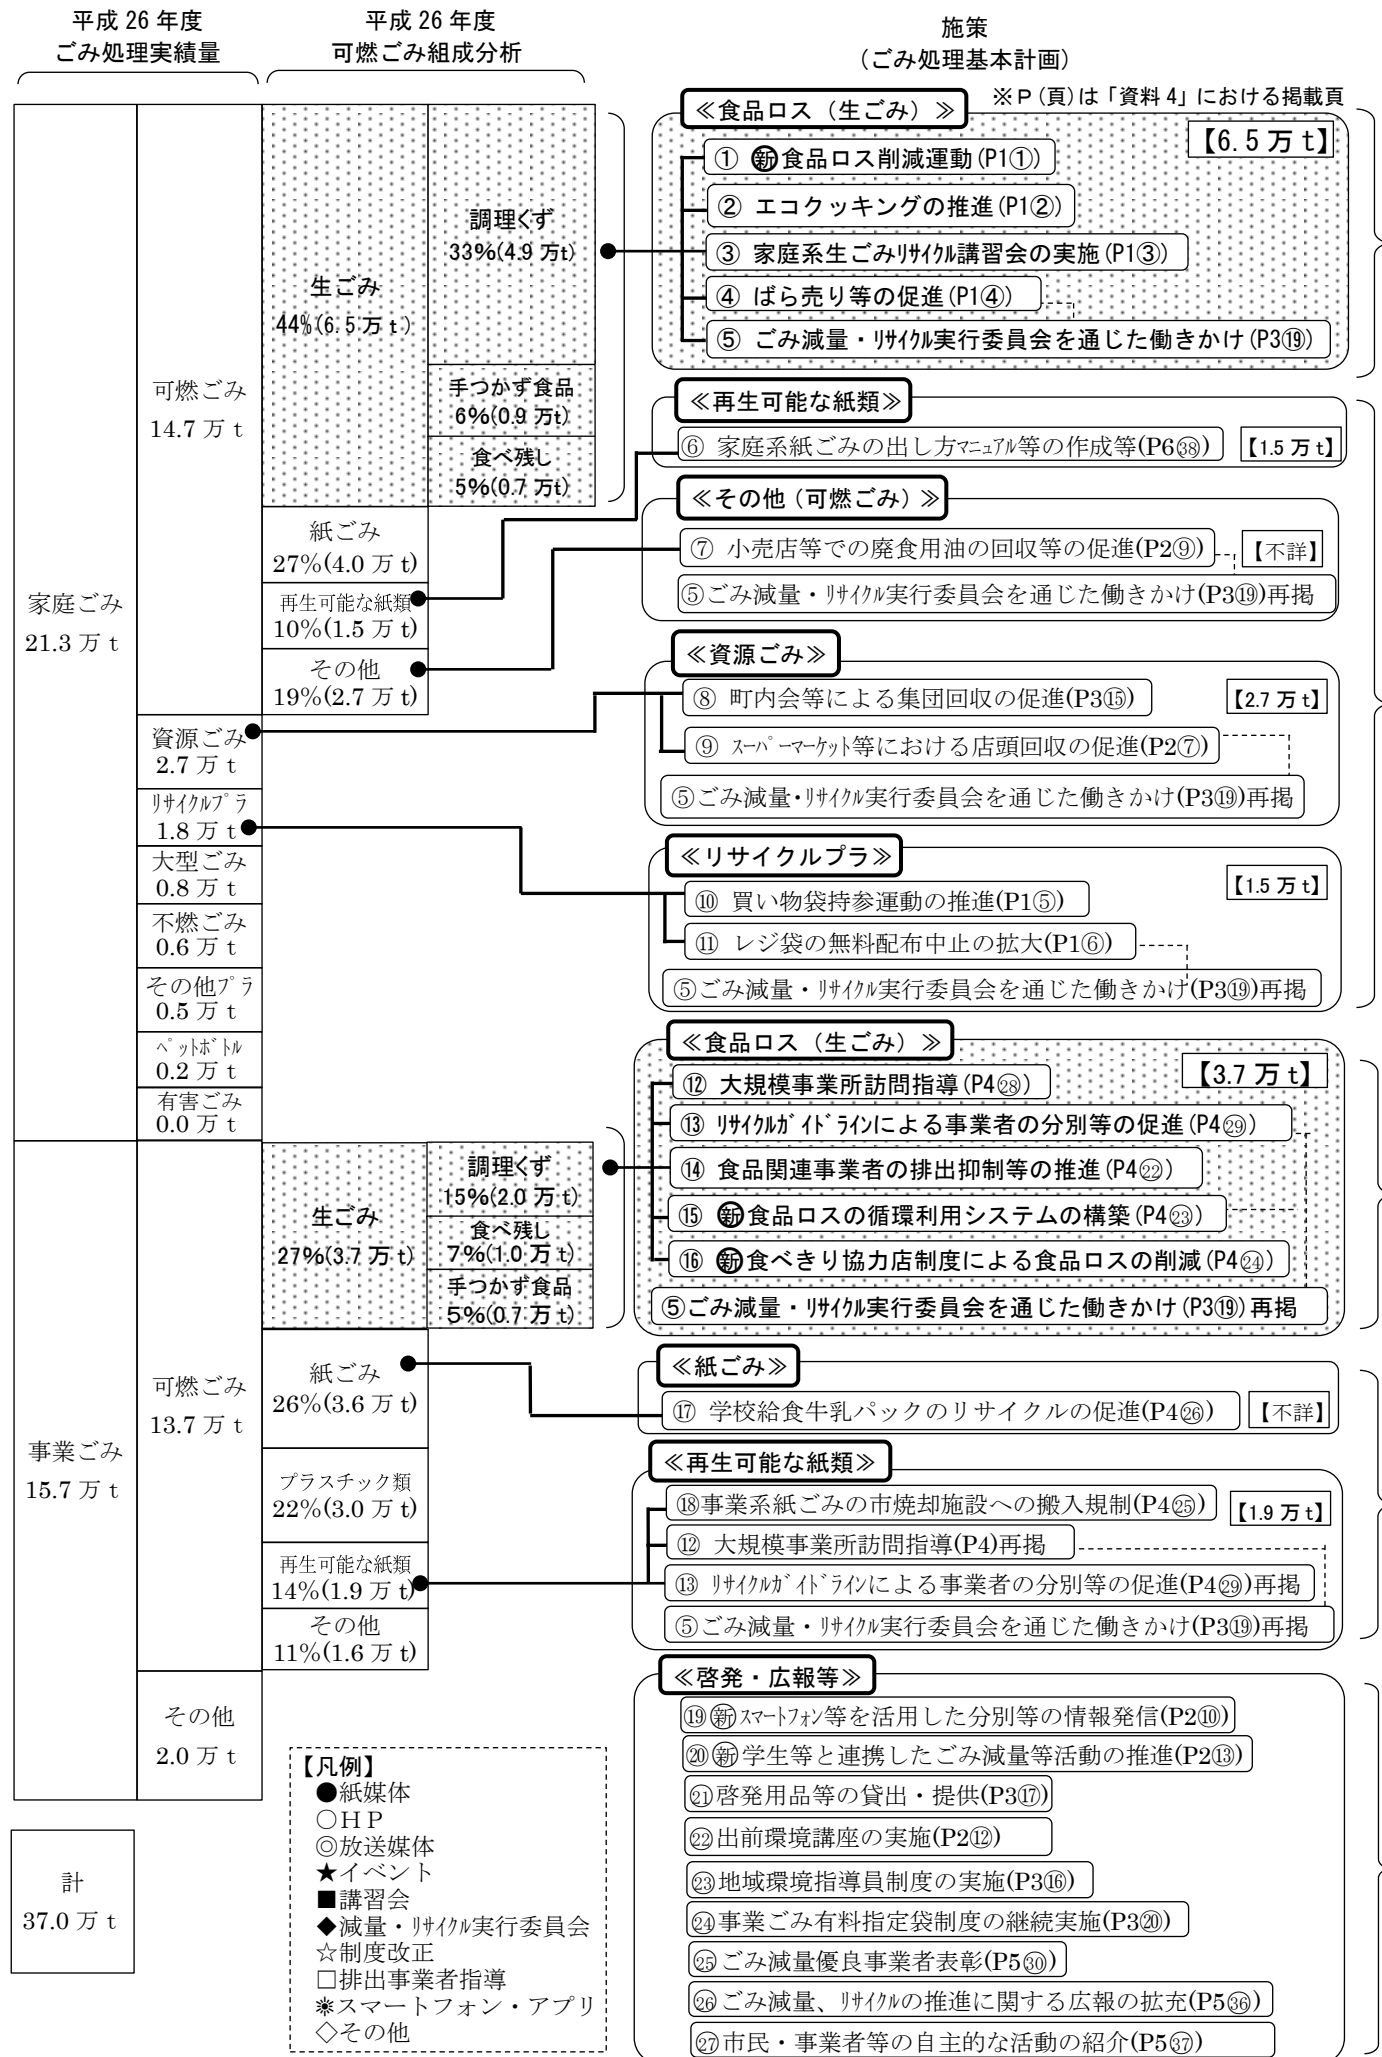 平成 26 年度
ごみ処理実績量
平成 26 年度
可燃ごみ組成分析
施策
(ごみ処理基本計画)
※P(頁)は「資料 4」における掲載頁
家庭ごみ
21.3 万 t
可燃ごみ
14.7 万 t
生ごみ
44%(6.5 万 t)
調理くず
33%(4.9 万t)
手つかず食品
6%(0.9 万t)
食べ残し
5%(0.7 万t)
紙ごみ
27%(4.0 万 t)
再生可能な紙類
10%(1.5 万 t)
その他
19%(2.7 万 t)
資源ごみ
2.7 万 t
ﾘｻｲｸﾙﾌﾟﾗ
1.8 万 t
大型ごみ
0.8 万 t
不燃ごみ
0.6 万 t
その他ﾌﾟﾗ
0.5 万 t
ﾍﾟｯﾄﾎﾞﾄﾙ
0.2 万 t
有害ごみ
0.0 万 t
事業ごみ
15.7 万 t
可燃ごみ
13.7 万 t
生ごみ
27%(3.7 万 t)
調理くず
15%(2.0 万 t)
食べ残し
7%(1.0 万 t)
手つかず食品
5%(0.7 万 t)
紙ごみ
26%(3.6 万 t)
プラスチック類
22%(3.0 万 t)
再生可能な紙類
14%(1.9 万 t)
その他
11%(1.6 万 t)
その他
2.0 万 t
計
37.0 万 t
≪食品ロス（生ごみ）≫
【6.5 万 t】
① ㊟食品ロス削減運動(P1①)
② エコクッキングの推進(P1②)
③ 家庭系生ごみﾘｻｲｸﾙ講習会の実施(P1③)
④ ばら売り等の促進(P1④)
⑤ ごみ減量・ﾘｻｲｸﾙ実行委員会を通じた働きかけ(P3⑲)
≪再生可能な紙類≫
⑥ 家庭系紙ごみの出し方ﾏﾆｭｱﾙ等の作成等(P6㊳)
【1.5 万 t】
≪その他（可燃ごみ）≫
⑦ 小売店等での廃食用油の回収等の促進(P2⑨)
【不詳】
⑤ごみ減量・ﾘｻｲｸﾙ実行委員会を通じた働きかけ(P3⑲)再掲
≪資源ごみ≫
⑧ 町内会等による集団回収の促進(P3⑮)
【2.7 万 t】
⑨ ｽｰﾊﾟｰﾏｰｹｯﾄ等における店頭回収の促進(P2⑦)
⑤ごみ減量・ﾘｻｲｸﾙ実行委員会を通じた働きかけ(P3⑲)再掲
≪リサイクルプラ≫
【1.5 万 t】
⑩ 買い物袋持参運動の推進(P1⑤)
⑪ レジ袋の無料配布中止の拡大(P1⑥)
⑤ごみ減量・ﾘｻｲｸﾙ実行委員会を通じた働きかけ(P3⑲)再掲
≪食品ロス（生ごみ）≫
【3.7 万 t】
⑫ 大規模事業所訪問指導(P4㉘)
⑬ ﾘｻｲｸﾙｶﾞｲﾄﾞﾗｲﾝによる事業者の分別等の促進(P4㉙)
⑭ 食品関連事業者の排出抑制等の推進(P4㉒)
⑮ 新食品ロスの循環利用システムの構築(P4㉓)
⑯ 新食べきり協力店制度による食品ロスの削減(P4㉔)
⑤ごみ減量・ﾘｻｲｸﾙ実行委員会を通じた働きかけ(P3⑲)再掲
≪紙ごみ≫
⑰ 学校給食牛乳パックのリサイクルの促進(P4㉖)
【不詳】
≪再生可能な紙類≫
⑱事業系紙ごみの市焼却施設への搬入規制(P4㉕)
【1.9 万 t】
⑫ 大規模事業所訪問指導(P4)再掲
⑬ ﾘｻｲｸﾙｶﾞｲﾄﾞﾗｲﾝによる事業者の分別等の促進(P4㉙)再掲
⑤ごみ減量・ﾘｻｲｸﾙ実行委員会を通じた働きかけ(P3⑲)再掲
≪啓発・広報等≫
⑲新ｽﾏｰﾄﾌｫﾝ等を活用した分別等の情報発信(P2⑩)
⑳新学生等と連携したごみ減量等活動の推進(P2⑬)
㉑啓発用品等の貸出・提供(P3⑰)
㉒出前環境講座の実施(P2⑫)
㉓地域環境指導員制度の実施(P3⑯)
㉔事業ごみ有料指定袋制度の継続実施(P3⑳)
㉕ごみ減量優良事業者表彰(P5㉚)
㉖ごみ減量、ﾘｻｲｸﾙの推進に関する広報の拡充(P5㊱)
㉗市民・事業者等の自主的な活動の紹介(P5㊲)
【凡例】
●紙媒体
○ＨＰ
◎放送媒体
★イベント
■講習会
◆減量・ﾘｻｲｸﾙ実行委員会
☆制度改正
□排出事業者指導
❋スマートフォン・アプリ
◇その他